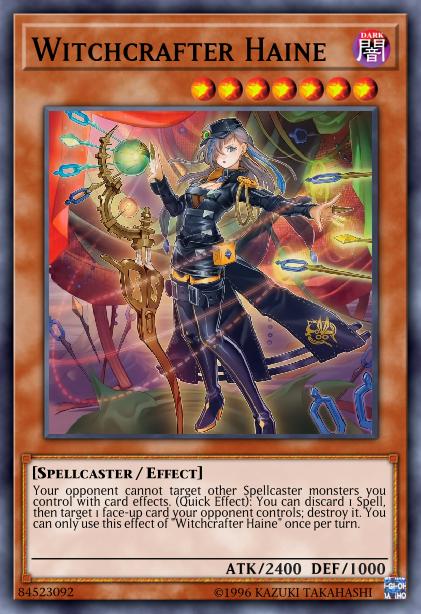 Witchcrafter Haine
DARK
闇
[Spellcaster / Effect]
Your opponent cannot target other Spellcaster monsters you
control with card effects. (Quick Effect): You can discard 1 Spell,
then target 1 face-up card your opponent controls; destroy it. You
can only use this effect of "Witchcrafter Haine" once per turn.
ATK/2400 DEF/1000
84523092
©1996 KAZUKI TAKAHASHI